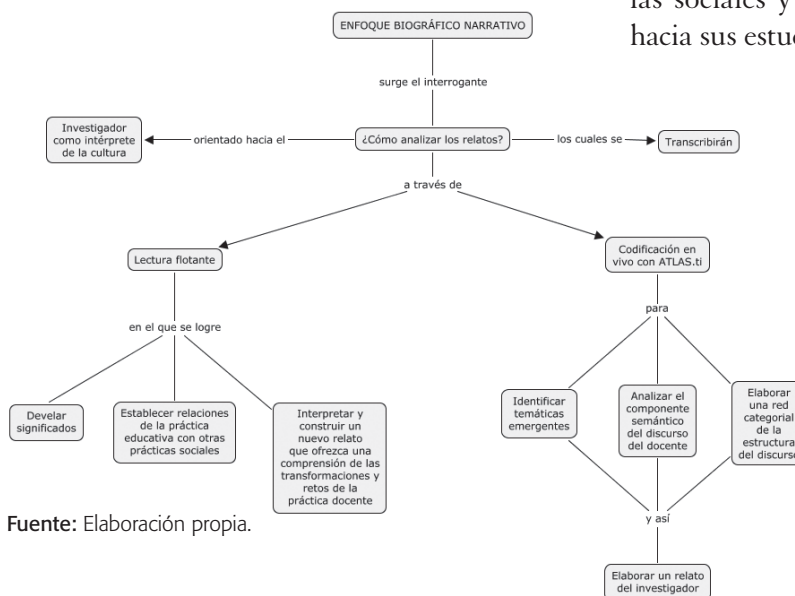 las sociales y
hacia sus
ENFOQUE BIOGRÁFICO NARRATIVO
surge el interrogante
Investigador
como intérprete
de la cultura
orientado hacia el
¿Cómo analizar los relatos?
los cuales se
Transcribirán
a través de
Lectura flotante
Codificación en
vivo con ATLAS.ti
en el que se logre
para
Develar
significados
Establecer relaciones
de la práctica
educativa con otras
prácticas sociales
Interpretar y
construir un
nuevo relato
que ofrezca una
comprensión de las
transformaciones y
retos de la
práctica docente
Identificar
temáticas
emergentes
Analizar el
componente
semántico
del discurso
del docente
Elaborar
una red
categorial
de la
estructura
del discurso
Fuente: Elaboración propia.
y así
Elaborar un relato
del investigador